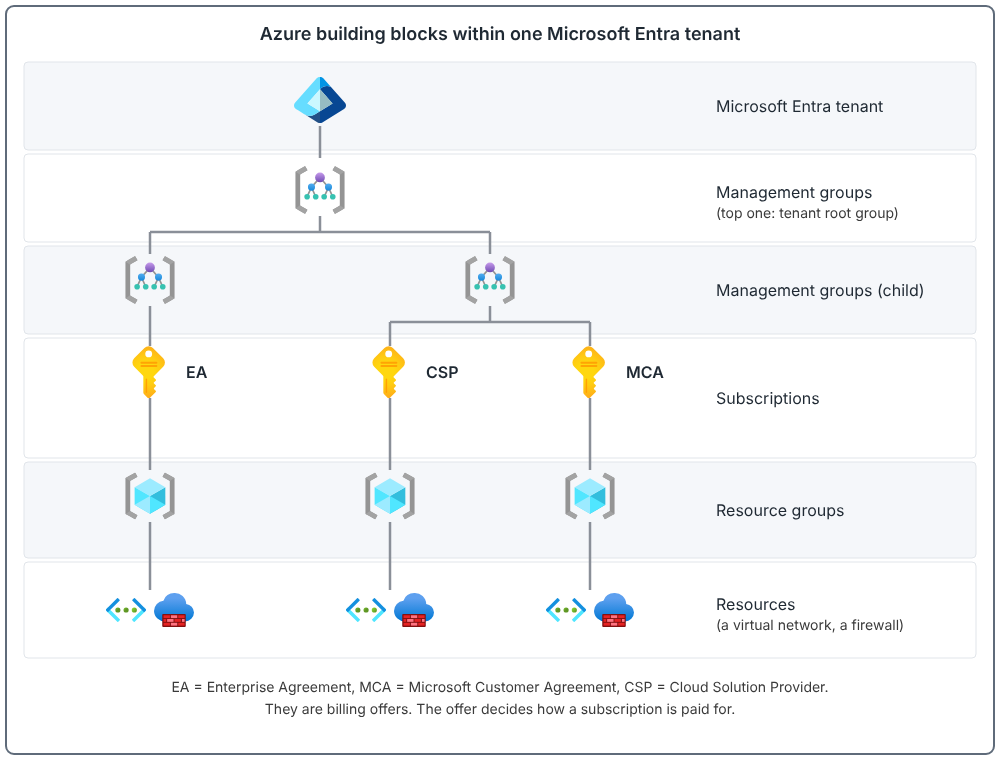 Azure building blocks within one Microsoft Entra tenant
Microsoft Entra tenant
Management groups
(top one: tenant root group)
Management groups (child)
EA
CSP
MCA
Subscriptions
Resource groups
Resources
(a virtual network, a firewall)
EA = Enterprise Agreement, MCA = Microsoft Customer Agreement, CSP = Cloud Solution Provider.
They are billing offers. The offer decides how a subscription is paid for.